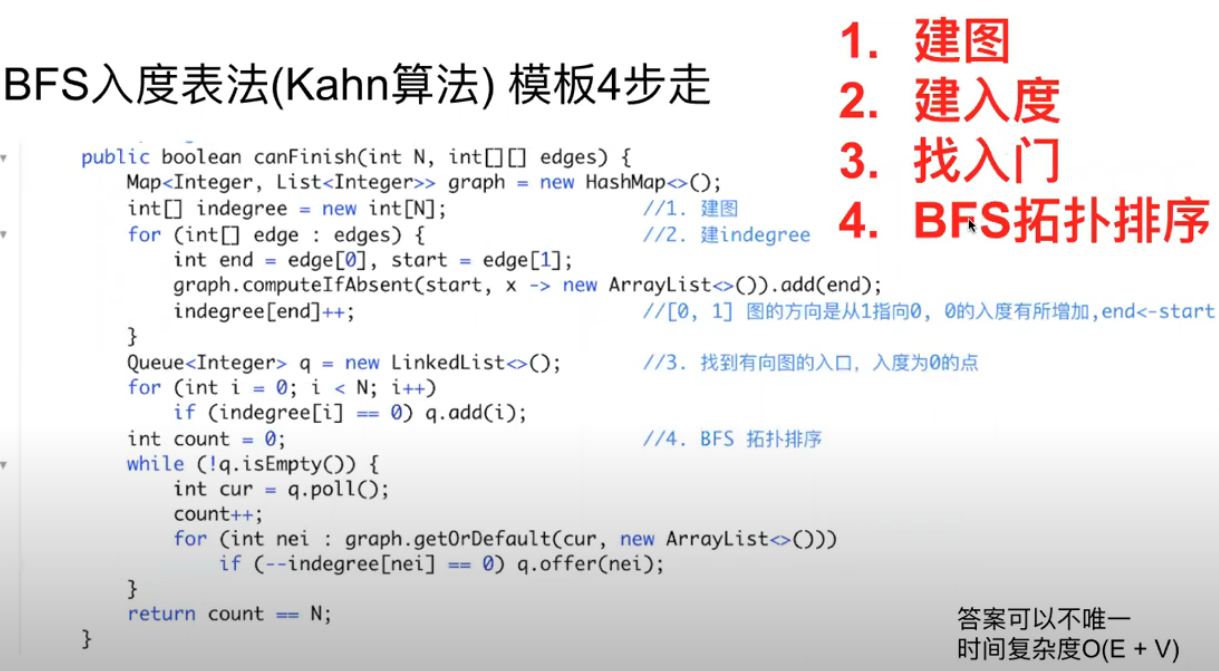 BFS入度表法(Kahn算法) 模板4步走
1. 建图
2. 建入度
3. 找入门
4. BFS拓扑排序
public boolean canFinish(int N, int[][] edges) {
Map<Integer, List<Integer>> graph = new HashMap<>();
int[] indegree = new int[N]; //1. 建图
for (int[] edge : edges) { //2. 建indegree
int end = edge[0], start = edge[1];
graph.computeIfAbsent(start, x -> new ArrayList<>()).add(end);
indegree[end]++; //[0, 1] 图的方向是从1指向0, 0的入度有所增加,end<-start
}
Queue<Integer> q = new LinkedList<>(); //3. 找到有向图的入口, 入度为0的点
for (int i = 0; i < N; i++)
if (indegree[i] == 0) q.add(i);
int count = 0; //4. BFS 拓扑排序
while (!q.isEmpty()) {
int cur = q.poll();
count++;
for (int nei : graph.getOrDefault(cur, new ArrayList<>()))
if (--indegree[nei] == 0) q.offer(nei);
}
return count == N;
}
答案可以不唯一
时间复杂度O(E + V)